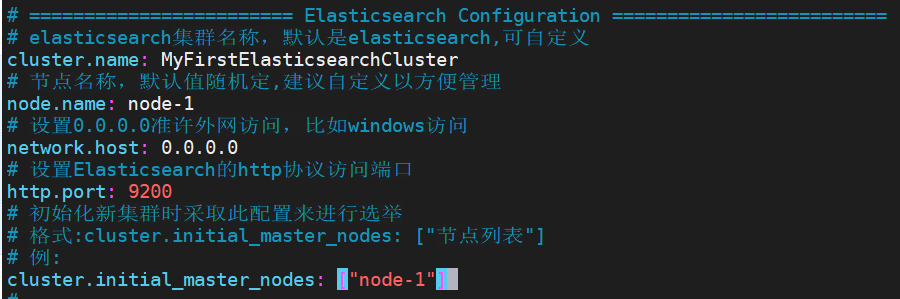 # ======================== Elasticsearch Configuration =========================
# elasticsearch集群名称，默认是elasticsearch,可自定义
cluster.name: MyFirstElasticsearchCluster
# 节点名称，默认值随机定,建议自定义以方便管理
node.name: node-1
# 设置0.0.0.0准许外网访问，比如windows访问
network.host: 0.0.0.0
# 设置Elasticsearch的http协议访问端口
http.port: 9200
# 初始化新集群时采取此配置来进行选举
# 格式:cluster.initial_master_nodes: ["节点列表"]
# 例:
cluster.initial_master_nodes: ["node-1"]
#